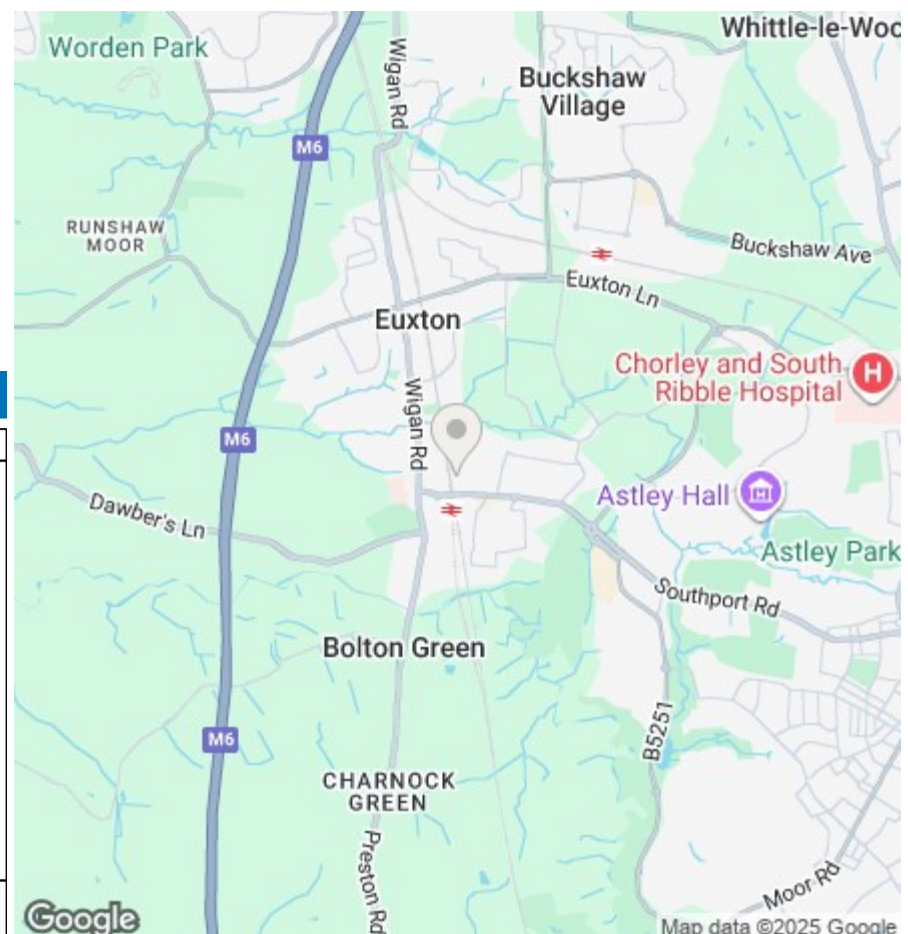 Whittle-le-Woo
Worden Park
Wigan Rd
Buckshaw
Village
M6
RUNSHAW
MOOR
Buckshaw Ave
Euxton Ln
Euxton
Chorley and South
Ribble Hospital
H
Wigan Rd
M6
Astley Hall
Dawber's Ln
Astley Park
Southport Rd
Bolton Green
B5251
M6
CHARNOCK
GREEN
Preston Rd
Moor Rd
Google
Map data ©2025 Google